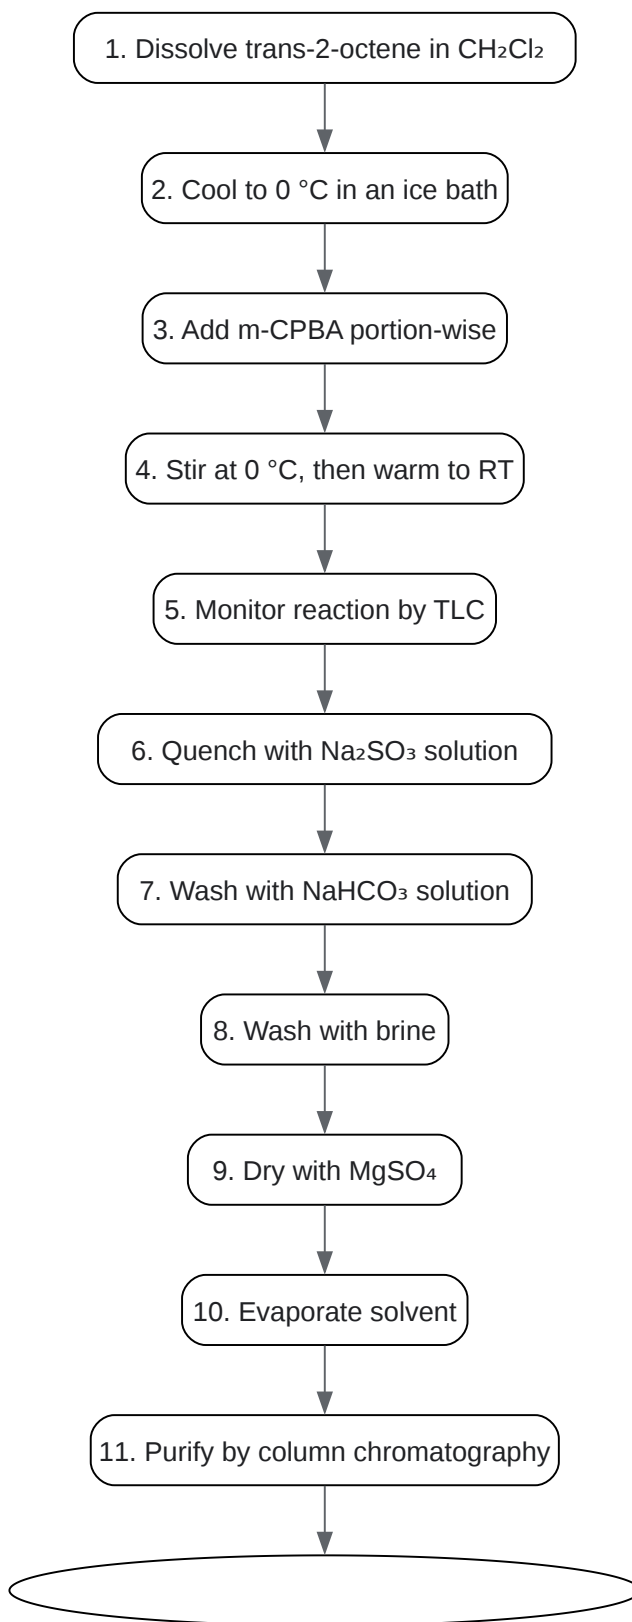 1. Dissolve trans-2-octene in CH₂Cl₂
2. Cool to 0 °C in an ice bath
3. Add m-CPBA portion-wise
4. Stir at 0 °C, then warm to RT
5. Monitor reaction by TLC
6. Quench with Na₂SO₃ solution
7. Wash with NaHCO₃ solution
8. Wash with brine
9. Dry with MgSO₄
10. Evaporate solvent
11. Purify by column chromatography